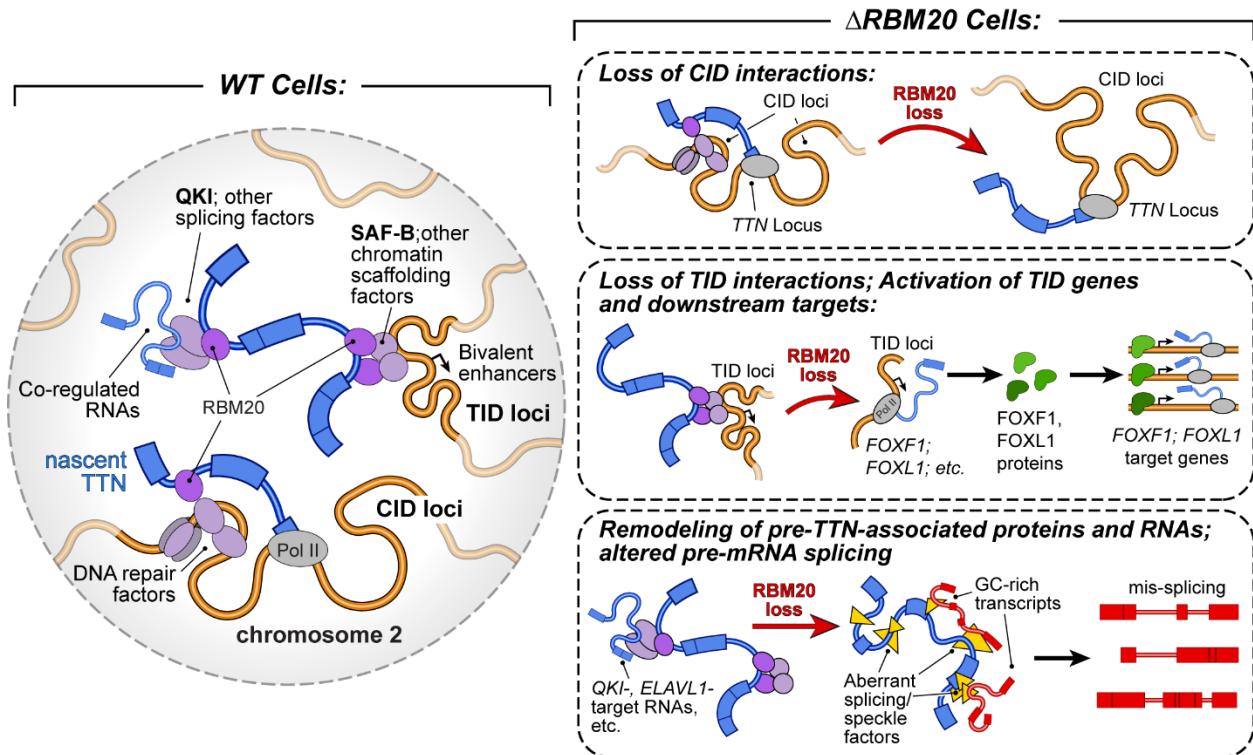 WT Cells:
QKI; other
splicing factors
SAF-B;other
chromatin
scaffolding
factors
Co-regulated
RNAs
RBM20
Bivalent
enhancers
TID loci
nascent
TTN
CID loci
Pol II
DNA repair
factors
chromosome 2
ΔRBM20 Cells:
Loss of CID interactions:
CID loci
RBM20
loss
CID loci
TTN Locus
TTN Locus
Loss of TID interactions; Activation of TID genes
and downstream targets:
TID loci
RBM20
loss
TID loci
Pol II
FOXF1;
FOXL1; etc.
FOXF1,
FOXL1
proteins
FOXF1; FOXL1
target genes
Remodeling of pre-TTN-associated proteins and RNAs;
altered pre-mRNA splicing
QKI-, ELAVL1-
target RNAs,
etc.
RBM20
loss
GC-rich
transcripts
Aberrant
splicing/
speckle
factors
mis-splicing